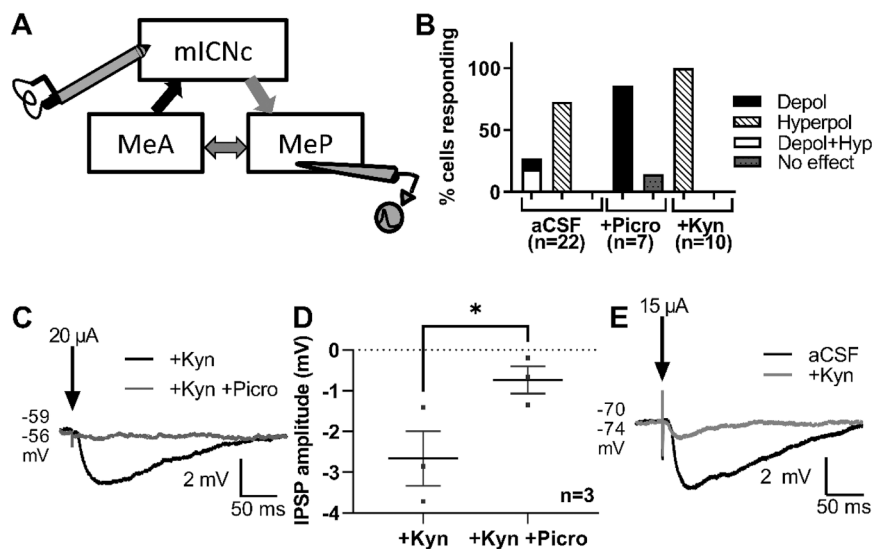 A
mICNc
MeA
MeP
B
% cells responding
100
50
0
aCSF
(n=22)
+Picro
(n=7)
+Kyn
(n=10)
Depol
Hyperpol
Depol+Hyp
No effect
C
20 µA
+Kyn
+Kyn +Picro
-59
-56
mV
2 mV
50 ms
D
*
IPSP amplitude (mV)
0
-1
-2
-3
-4
n=3
+Kyn
+Kyn +Picro
E
15 µA
aCSF
+Kyn
-70
-74
mV
2 mV
50 ms